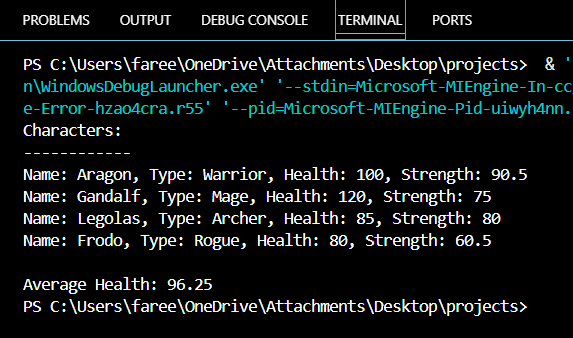 PROBLEMS OUTPUT DEBUG CONSOLE TERMINAL PORTS
PS C:\Users\faree\OneDrive\Attachments\Desktop\projects>  & '
n\WindowsDebugLauncher.exe' '--stdin=Microsoft-MIEngine-In-cc
e-Error-hzao4cra.r55' '--pid=Microsoft-MIEngine-Pid-uiwyh4nn.
Characters:
------------
Name: Aragon, Type: Warrior, Health: 100, Strength: 90.5
Name: Gandalf, Type: Mage, Health: 120, Strength: 75
Name: Legolas, Type: Archer, Health: 85, Strength: 80
Name: Frodo, Type: Rogue, Health: 80, Strength: 60.5
Average Health: 96.25
PS C:\Users\faree\OneDrive\Attachments\Desktop\projects>